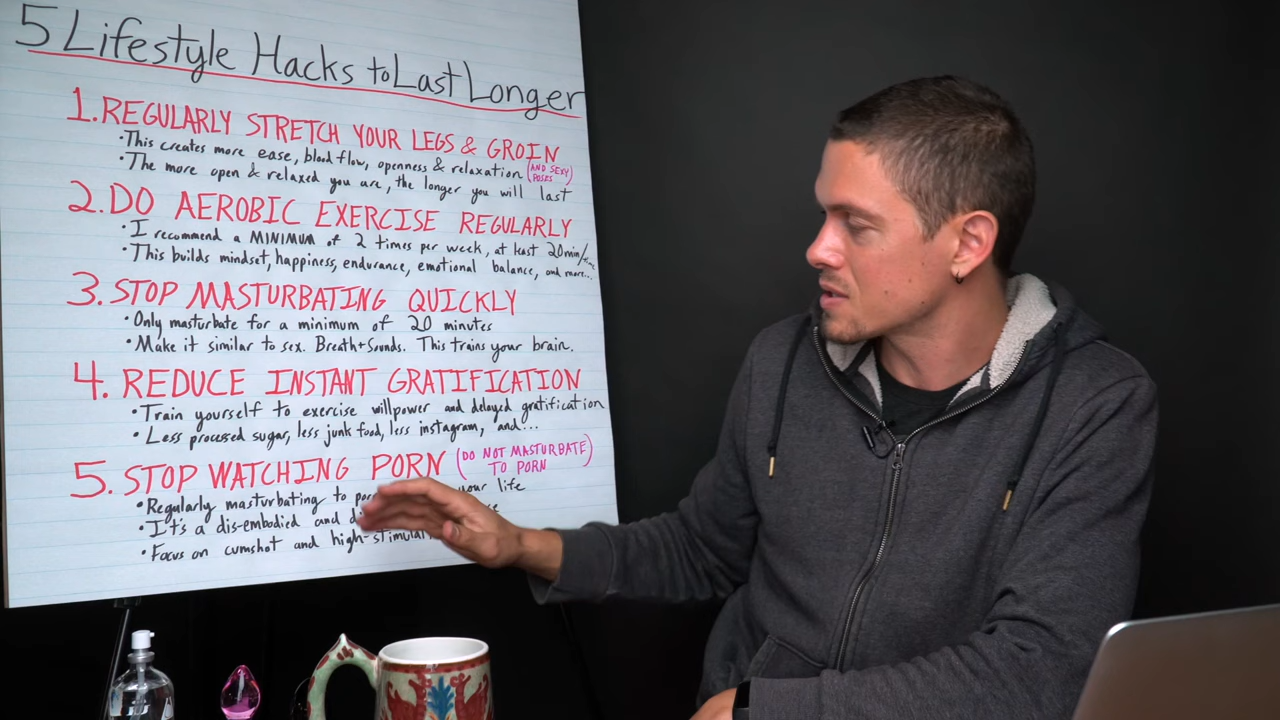 5 Lifestyle Hacks to Last Longer
1. REGULARLY STRETCH YOUR LEGS & GROIN
• This creates more ease, blood flow, openness & relaxation (AND SEXY POSES)
• The more open & relaxed you are, the longer you will last
2. DO AEROBIC EXERCISE REGULARLY
• I recommend a MINIMUM of 2 times per week, at least 20min/time
• This builds mindset, happiness, endurance, emotional balance, and more...
3. STOP MASTURBATING QUICKLY
• Only masturbate for a minimum of 20 minutes
• Make it similar to sex. Breath+Sounds. This trains your brain.
4. REDUCE INSTANT GRATIFICATION
• Train yourself to exercise willpower and delayed gratification
• Less processed sugar, less junk food, less instagram, and...
5. STOP WATCHING PORN (DO NOT MASTURBATE TO PORN)
• Regularly masturbating to your life
• It's a dis-embodied and
• Focus on cumshot and